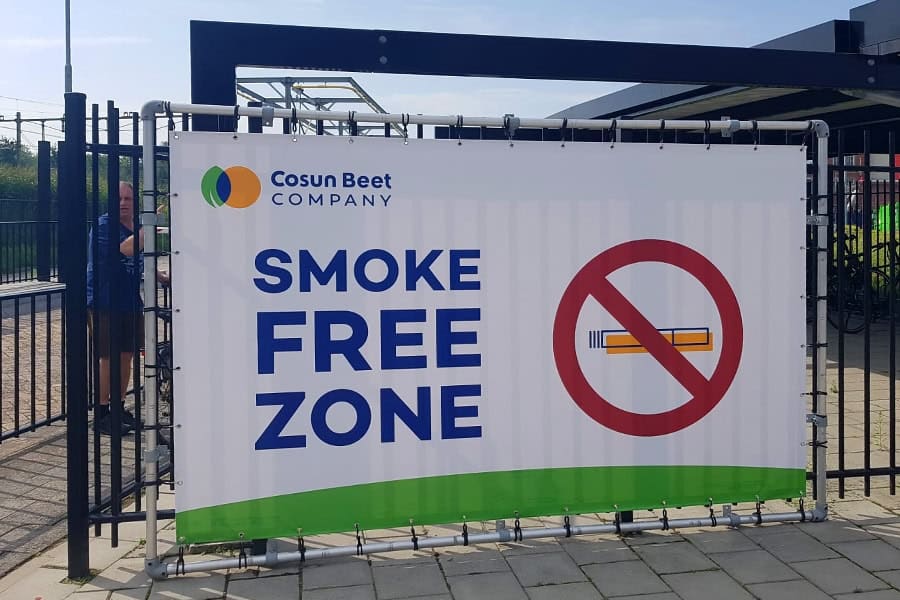 Cosun Beet
COMPANY
SMOKE
FREE
ZONE